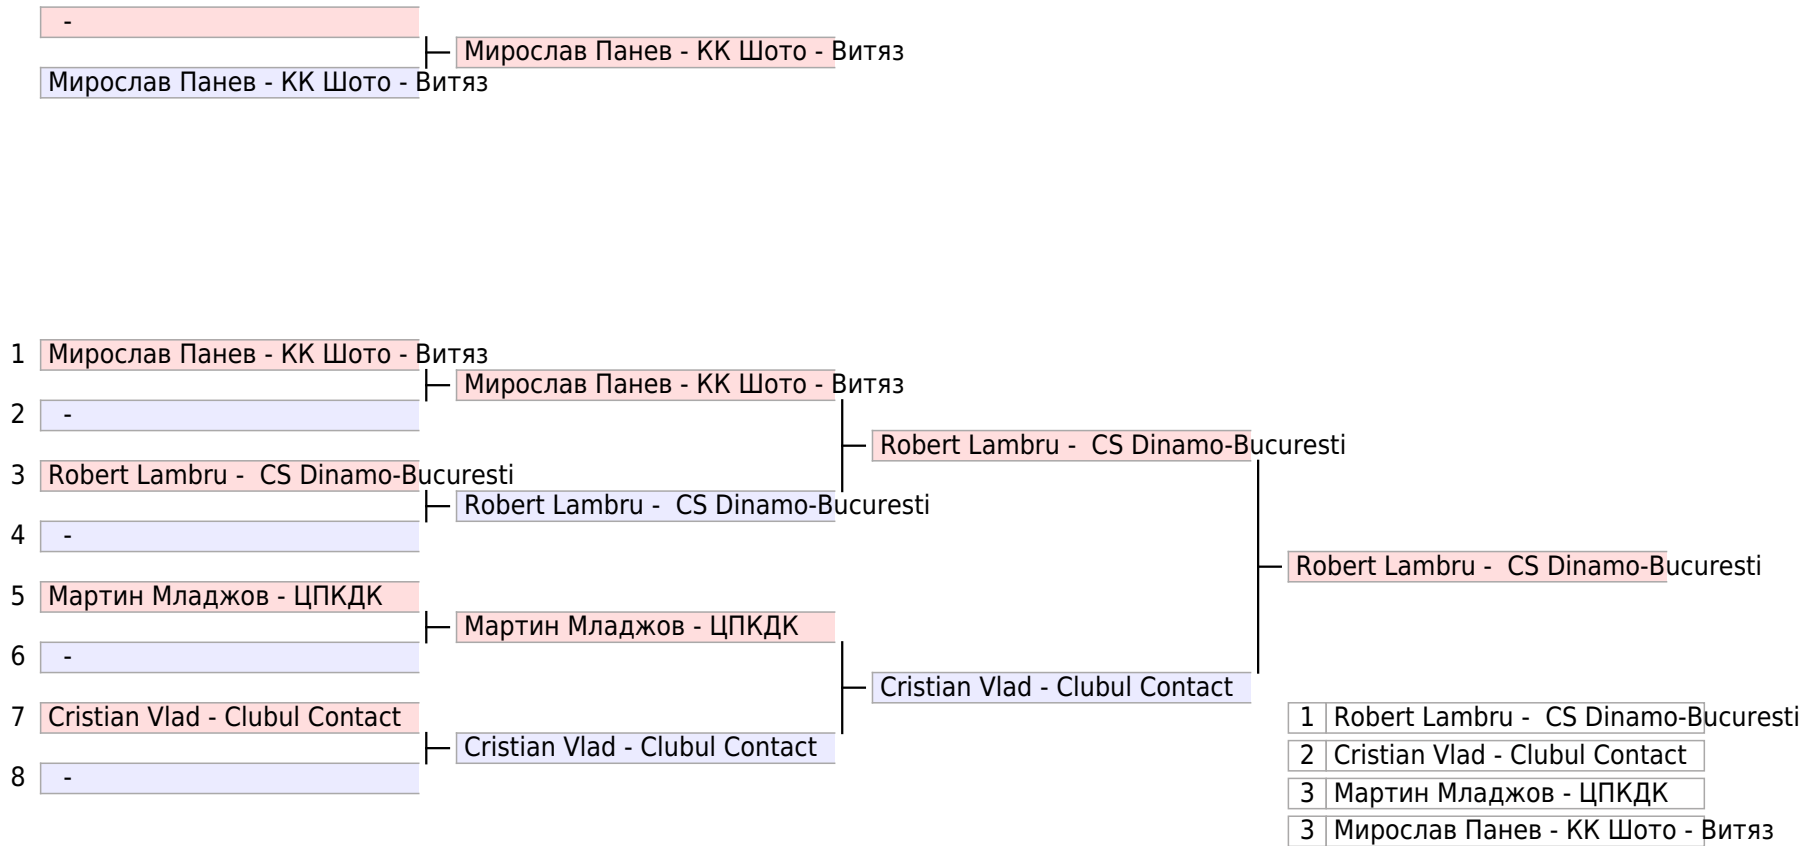 -
Мирослав Панев - КК Шото - Витяз
Мирослав Панев - КК Шото - Витяз
1 Мирослав Панев - КК Шото - Витяз
Мирослав Панев - КК Шото - Витяз
2 -
Robert Lambru -  CS Dinamo-Bucuresti
3 Robert Lambru -  CS Dinamo-Bucuresti
Robert Lambru -  CS Dinamo-Bucuresti
4 -
Robert Lambru -  CS Dinamo-Bucuresti
5 Мартин Младжов - ЦПКДК
Мартин Младжов - ЦПКДК
6 -
Cristian Vlad - Clubul Contact
7 Cristian Vlad - Clubul Contact
Cristian Vlad - Clubul Contact
8 -
1 Robert Lambru -  CS Dinamo-Bucuresti
2 Cristian Vlad - Clubul Contact
3 Мартин Младжов - ЦПКДК
3 Мирослав Панев - КК Шото - Витяз